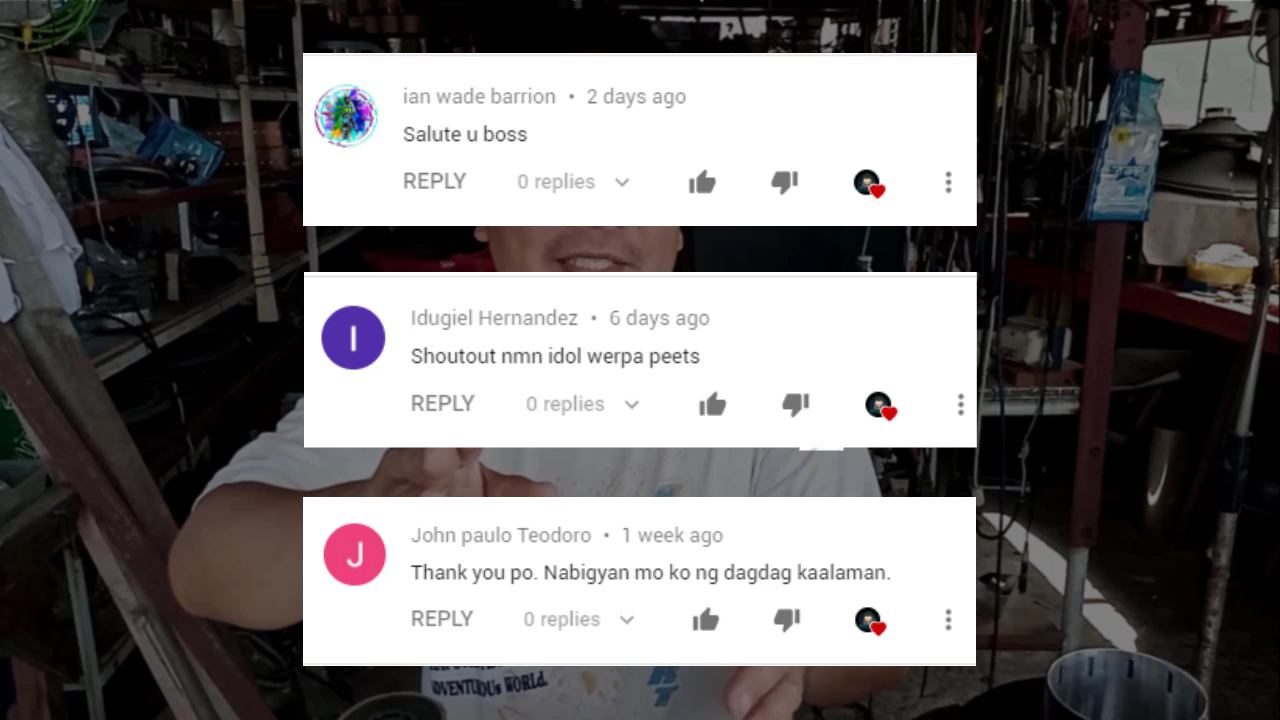 ian wade barrion • 2 days ago
Salute u boss
REPLY 0 replies
Idugiel Hernandez • 6 days ago
I
Shoutout nmn idol werpa peets
REPLY 0 replies
John paulo Teodoro • 1 week ago
J
Thank you po. Nabigyan mo ko ng dagdag kaalaman.
REPLY 0 replies
ADVENTUROUs WORLd.